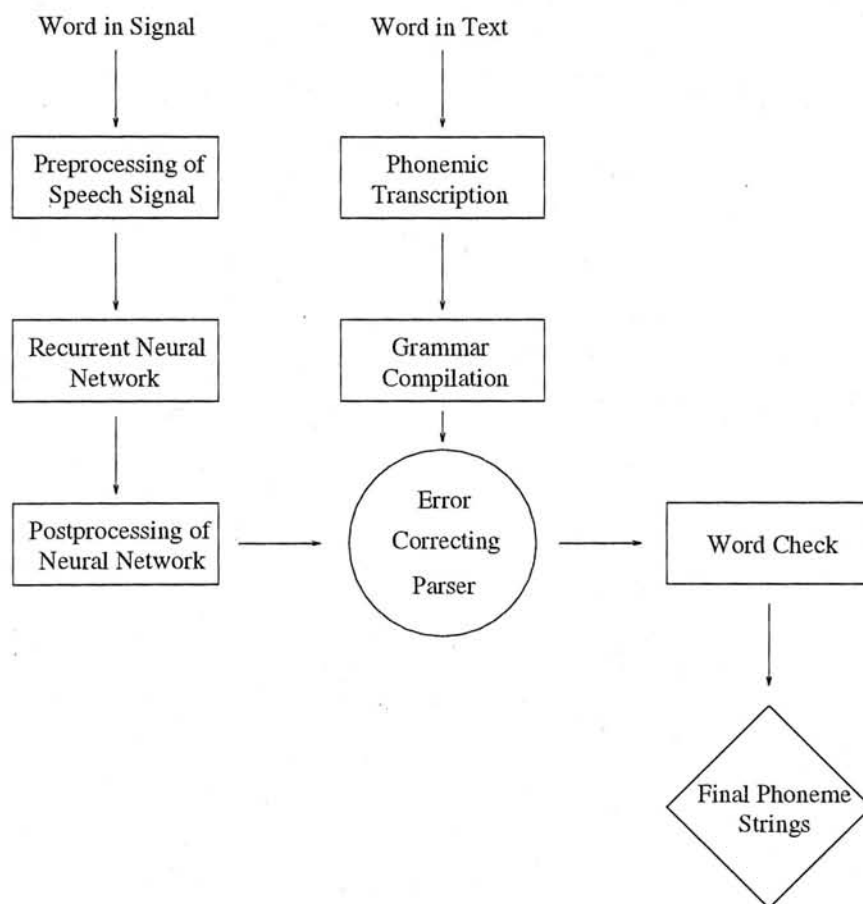 Word in Signal
Word in Text
Preprocessing of
Speech Signal
Phonemic
Transcription
Recurrent Neural
Network
Grammar
Compilation
Postprocessing of
Neural Network
Error
Correcting
Parser
Word Check
Final Phoneme
Strings